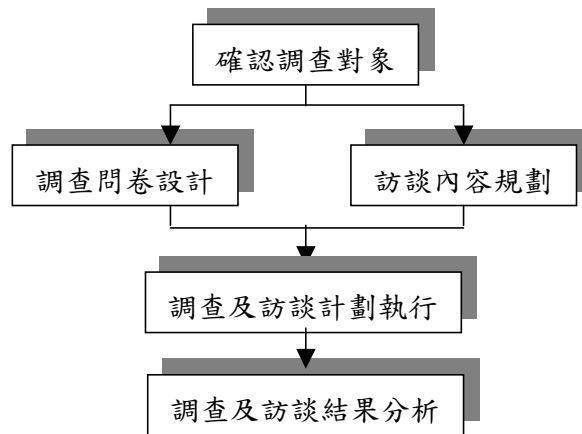 確認調查對象
調查問卷設計
訪談內容規劃
調查及訪談計劃執行
調查及訪談結果分析